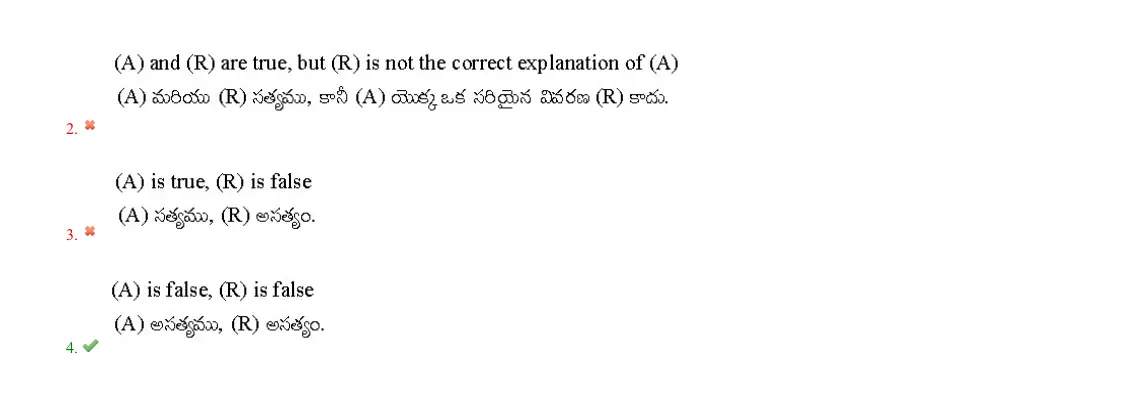 (A) and (R) are true, but (R) is not the correct explanation of (A)
(A) మరియు (R) సత్యము, కానీ (A) యొక్క ఒక సరియైన వివరణ (R) కాదు.
2.
(A) is true, (R) is false
(A) సత్యము, (R) అసత్యం.
3.
(A) is false, (R) is false
(A) అసత్యము, (R) అసత్యం.
4.